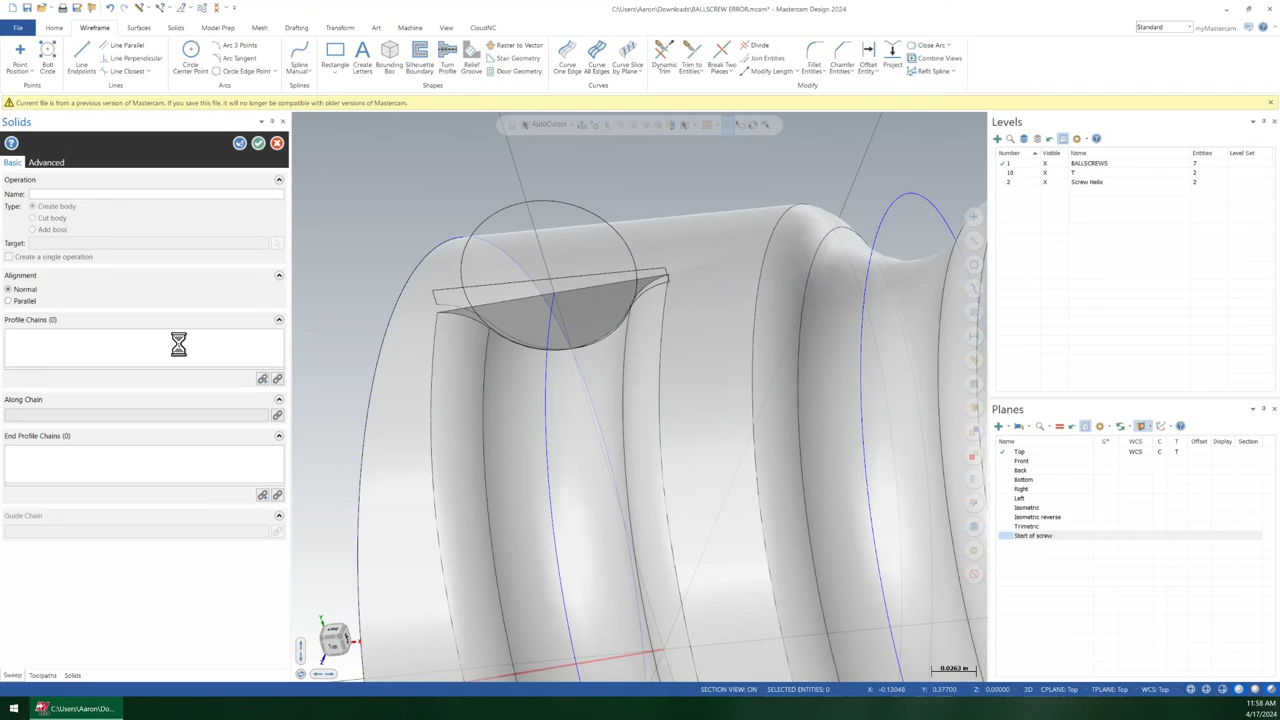 C:\Users\Aaron\Downloads\BALLSCREW ERROR.mcam* - Mastercam Design 2024
File Home Wireframe Surfaces Solids Model Prep Mesh Drafting Transform Art Machine View CloudNC Standard myMastercam
Point Position Bolt Circle Points
Line Endpoints Line Parallel Line Perpendicular Line Closest Lines
Circle Center Arc 3 Points Arc Tangent Circle Edge Point Arcs
Spline Manual Splines
Rectangle Create Letters Bounding Box Silhouette Boundary Turn Profile Relief Groove Raster to Vector Stair Geometry Door Geometry Shapes
Curve One Edge Curve All Edges Curve Slice by Plane Curves
Dynamic Trim Trim to Entities Break Two Pieces Divide Join Entities Modify Length Fillet Entities Chamfer Entities Offset Entity Project Close Arc Combine Views Refit Spline Modify
Current file is from a previous version of Mastercam. If you save this file, it will no longer be compatible with older versions of Mastercam.
Solids
Basic Advanced
Operation
Name:
Type: Create body
Cut body
Add boss
Target:
Create a single operation
Alignment
Normal
Parallel
Profile Chains (0)
Along Chain
End Profile Chains (0)
Guide Chain
Sweep Toolpaths Solids
AutoCursor
0.0263 in
Levels
Number Visible Name Entities Level Set
1 X BALLSCREWS 7
10 X T 2
2 X Screw Helix 2
Planes
Name G* WCS C T Offset Display Section
Top WCS C T
Front
Back
Bottom
Right
Left
Isometric
Isometric reverse
Trimetric
Start of screw
SECTION VIEW: ON SELECTED ENTITIES: 0 X: -0.13048 Y: 0.37700 Z: 0.00000 3D CPLANE: Top TPLANE: Top WCS: Top
C:\Users\Aaron\Do...
11:58 AM
4/17/2024